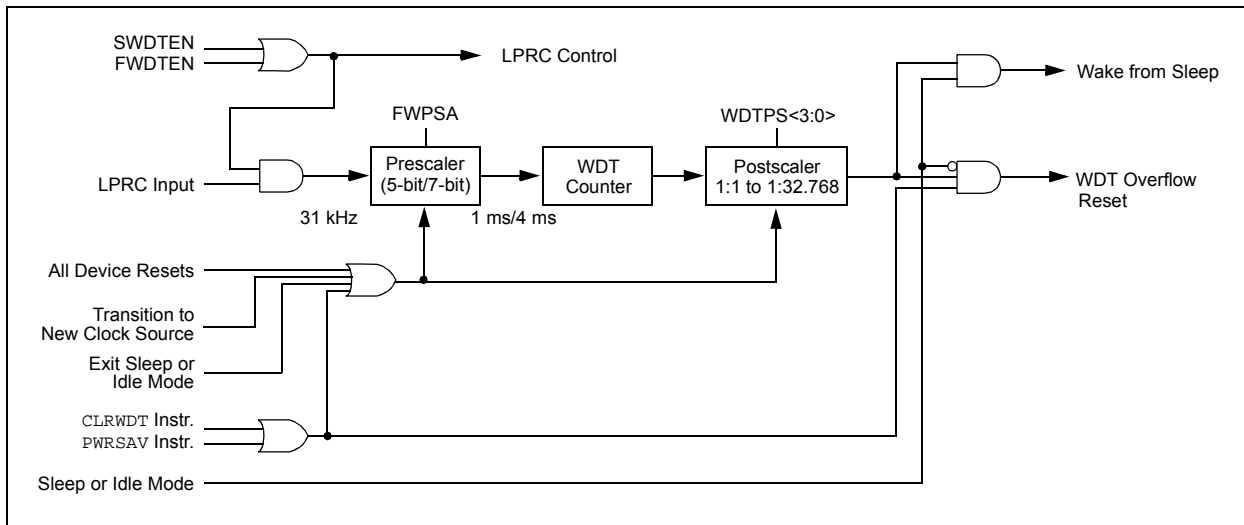 SWDTEN
FWDTEN
LPRC Control
Wake from Sleep
FWPSA
WDTPS<3:0>
LPRC Input
Prescaler
(5-bit/7-bit)
WDT
Counter
Postscaler
1:1 to 1:32.768
WDT Overflow
Reset
31 kHz
1 ms/4 ms
All Device Resets
Transition to
New Clock Source
Exit Sleep or
Idle Mode
CLRWDT Instr.
PWRSAV Instr.
Sleep or Idle Mode